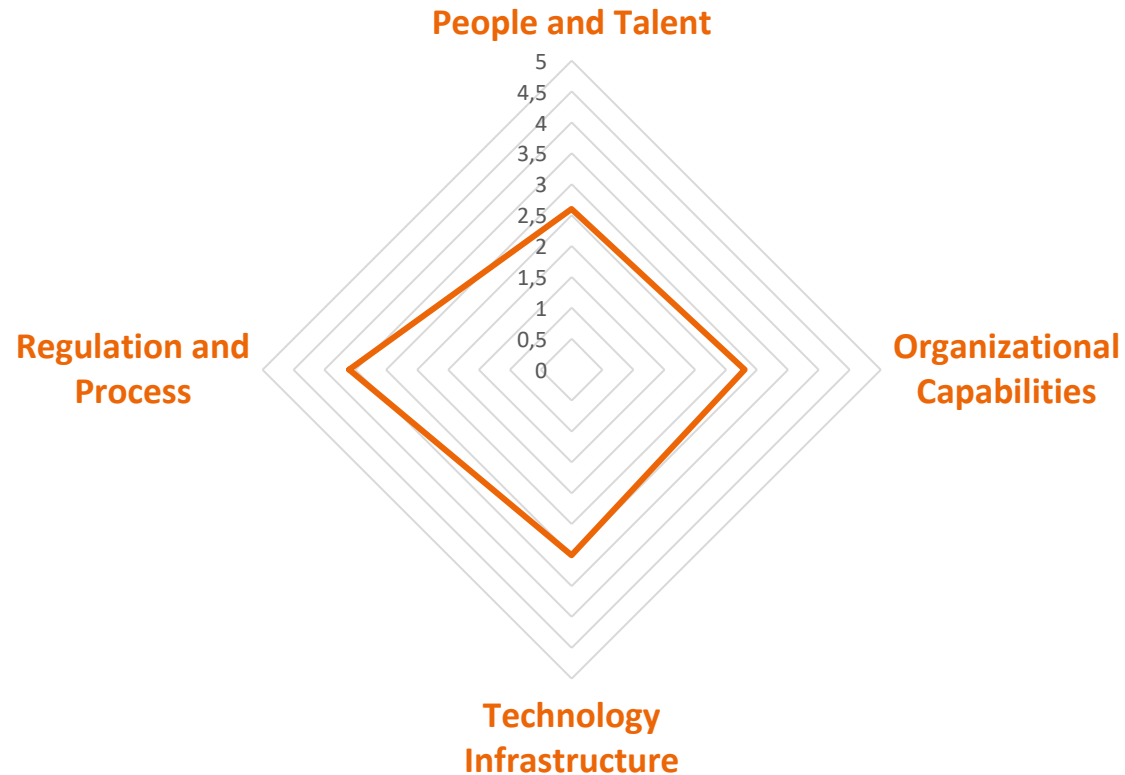 People and Talent
5
4,5
4
3,5
3
2,5
2
1,5
1
0,5
0
Regulation and
Process
Organizational
Capabilities
Technology
Infrastructure